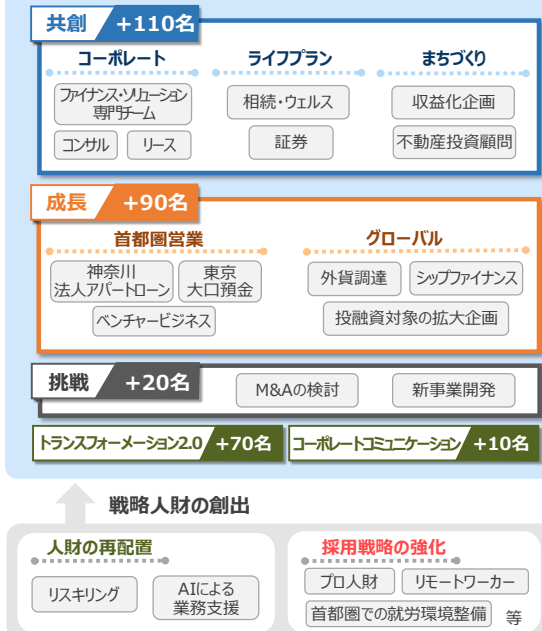 共創 +110名
コーポレート
ライフプラン
まちづくり
ファイナンス・ソリューション
専門チーム
相続・ウェルス
収益化企画
コンサル
リース
証券
不動産投資顧問
成長 +90名
首都圏営業
グローバル
神奈川
法人アパートローン
東京
大口預金
外貨調達
シップファイナンス
ベンチャービジネス
投融資対象の拡大企画
挑戦 +20名
M&Aの検討
新事業開発
トランスフォーメーション2.0 +70名
コーポレートコミュニケーション +10名
戦略人財の創出
人財の再配置
採用戦略の強化
リスキリング
AIによる
業務支援
プロ人財
リモートワーカー
首都圏での就労環境整備
等